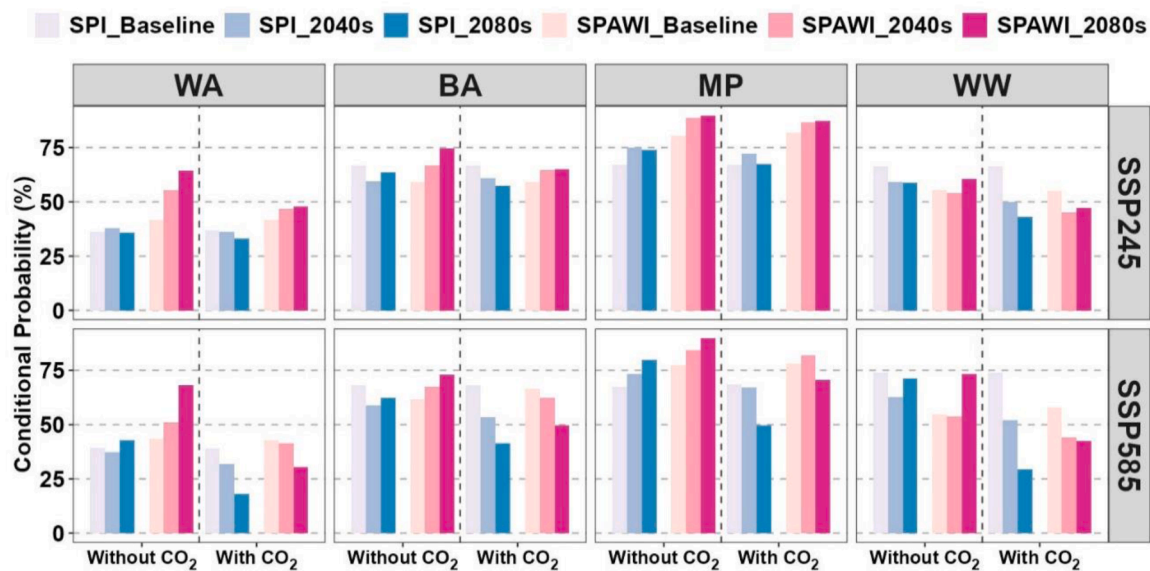 SPI_Baseline SPI_2040s SPI_2080s SPAWI_Baseline SPAWI_2040s SPAWI_2080s
WA BA MP WW
Conditional Probability (%)
75
50
25
0
SSP245
75
50
25
0
SSP585
Without CO₂ With CO₂ Without CO₂ With CO₂ Without CO₂ With CO₂ Without CO₂ With CO₂